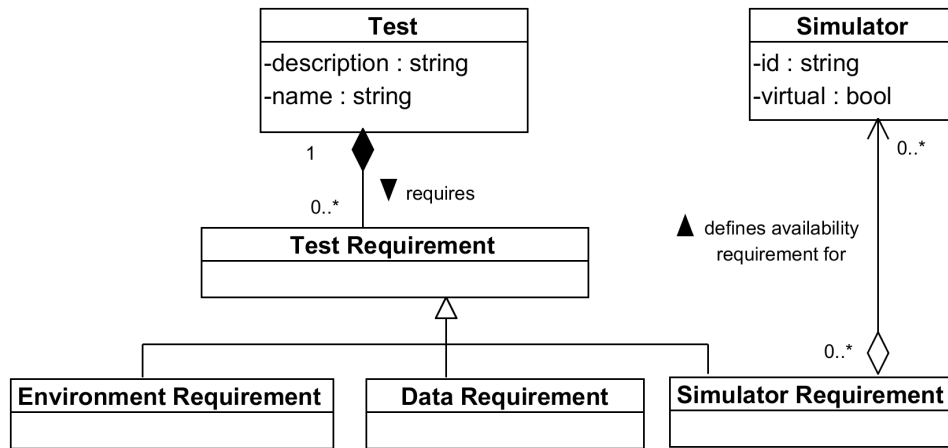 Test
-description : string
-name : string
Simulator
-id : string
-virtual : bool
1
0..*
requires
0..*
defines availability
requirement for
Test Requirement
0..*
Environment Requirement
Data Requirement
Simulator Requirement